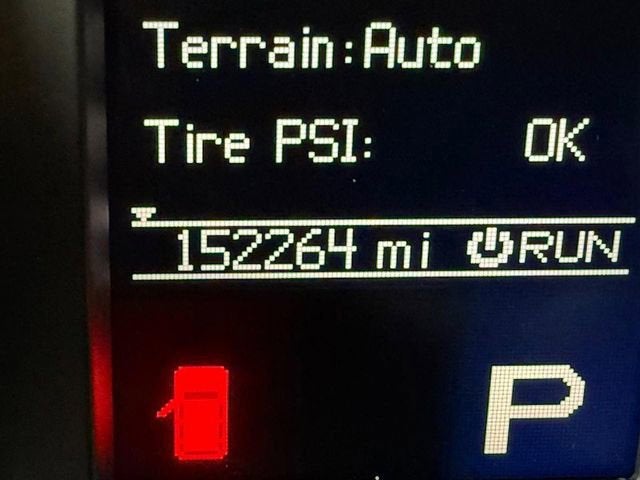 Terrain:Auto
Tire PSI: OK
152264 mi RUN
P